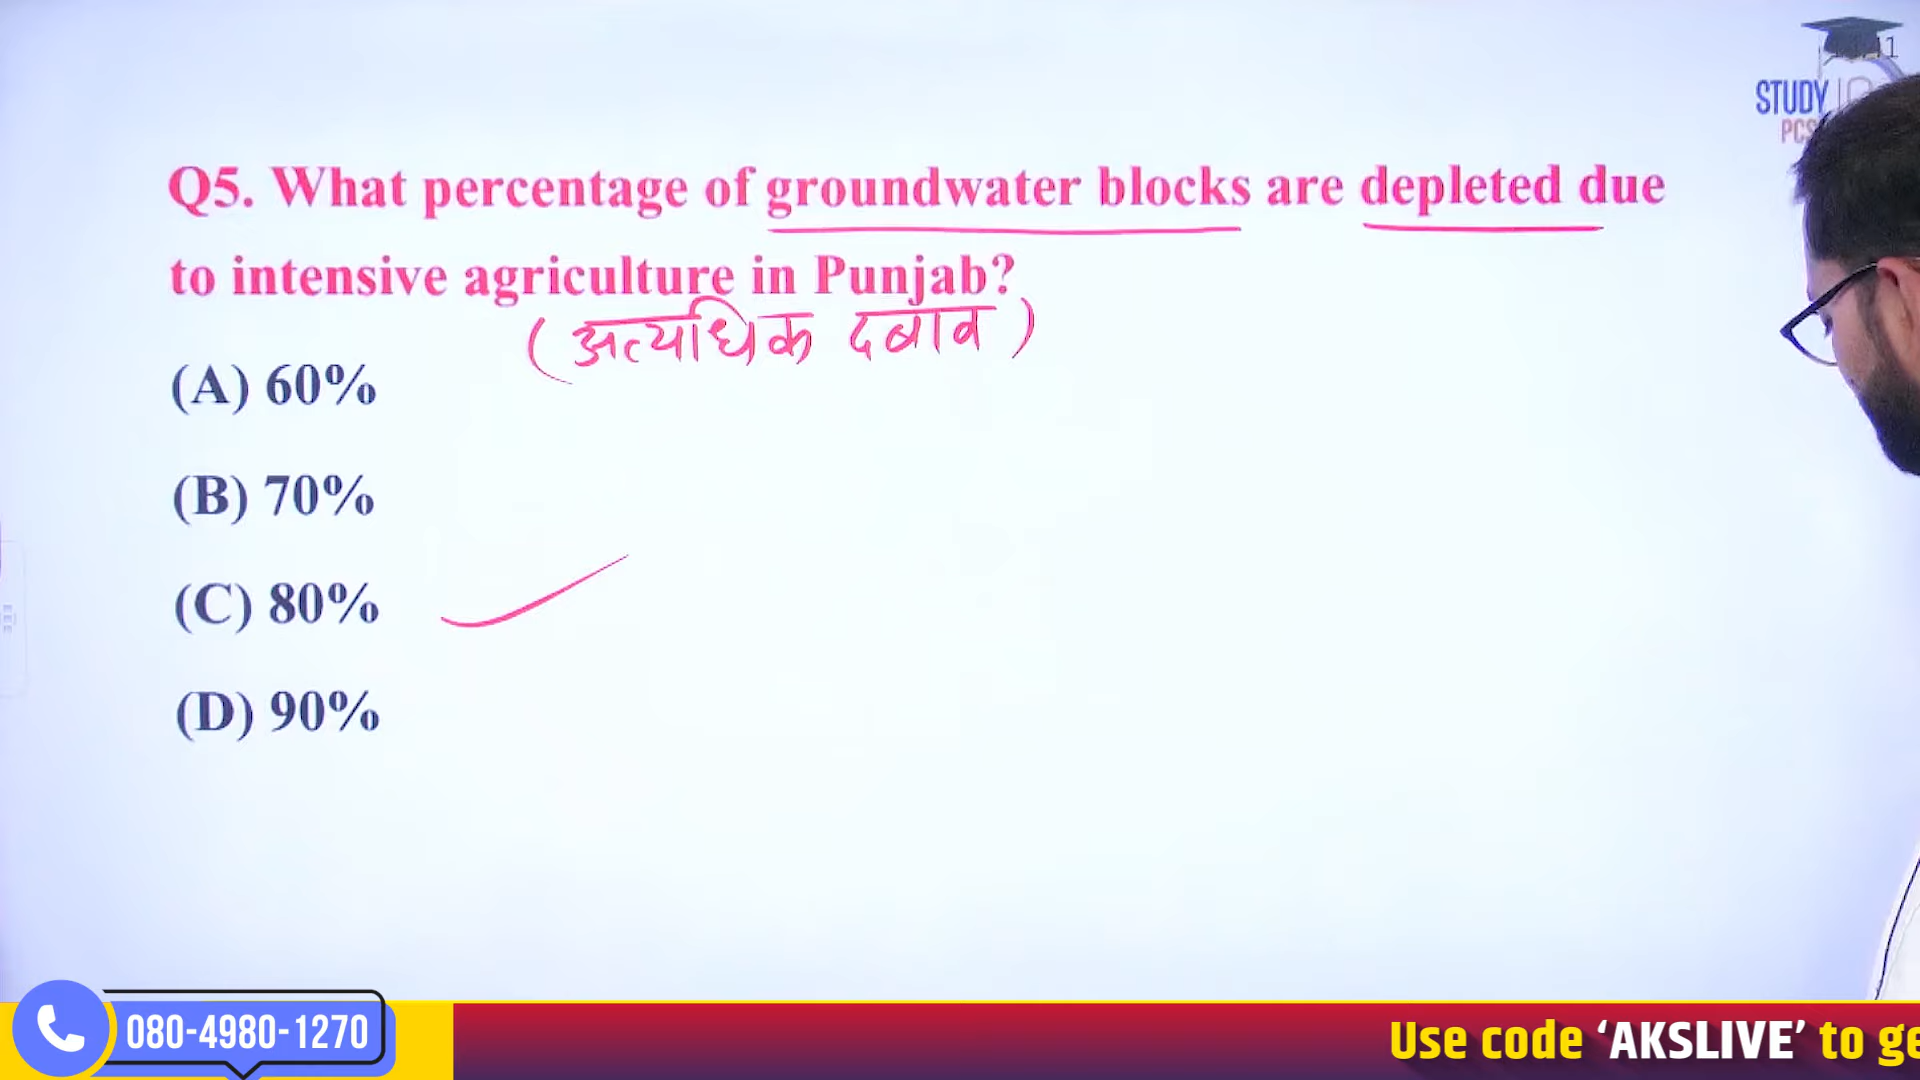 41
STUDY
PCS
Q5. What percentage of groundwater blocks are depleted due
to intensive agriculture in Punjab?
(अत्यधिक दबाव)
(A) 60%
(B) 70%
(C) 80%
(D) 90%
080-4980-1270
Use code ‘AKSLIVE’ to ge